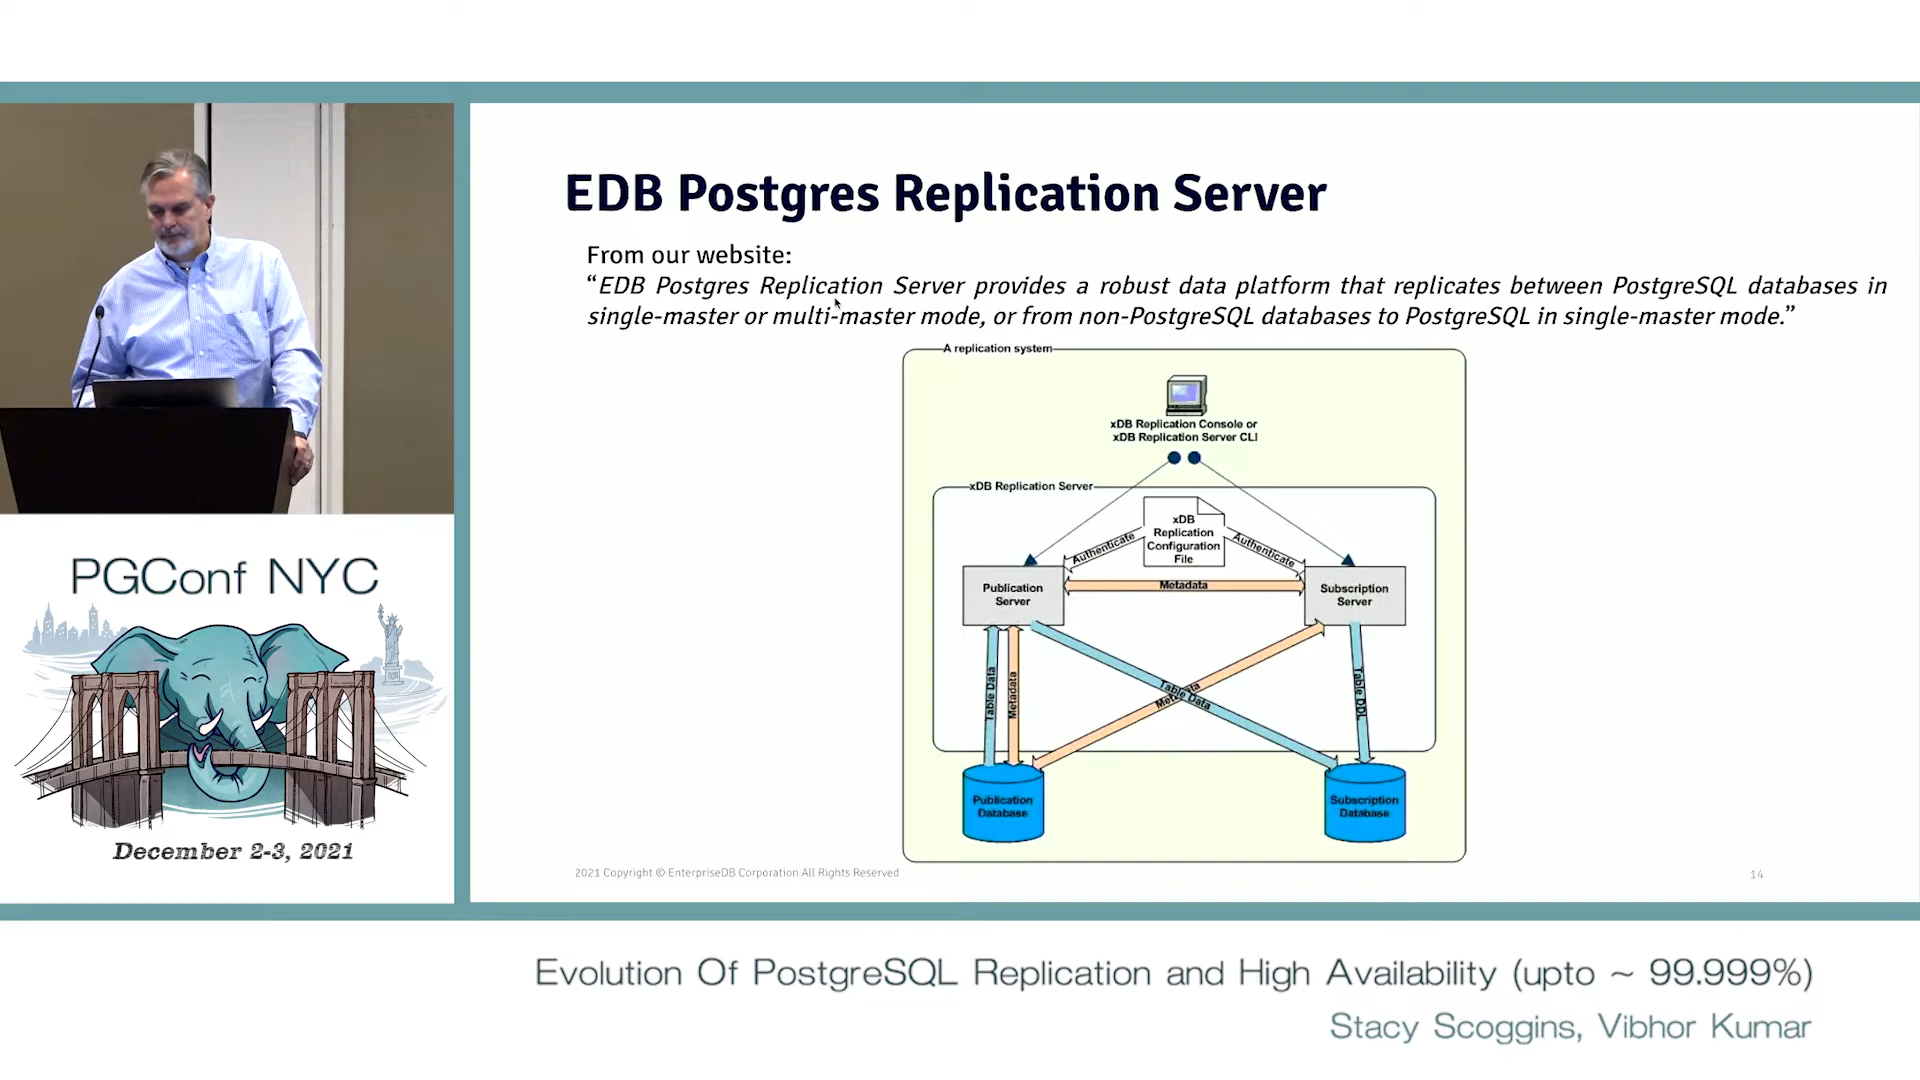 EDB Postgres Replication Server
From our website:
“EDB Postgres Replication Server provides a robust data platform that replicates between PostgreSQL databases in
single-master or multi-master mode, or from non-PostgreSQL databases to PostgreSQL in single-master mode.”
A replication system
xDB Replication Console or
xDB Replication Server CLI
xDB Replication Server
xDB
Replication
Configuration
File
Authenticate
Authenticate
Publication
Server
Metadata
Subscription
Server
Table Data
Metadata
Table Data
Metadata
Table DDL
Publication
Database
Subscription
Database
2021 Copyright © EnterpriseDB Corporation All Rights Reserved
14
PGConf NYC
December 2-3, 2021
Evolution Of PostgreSQL Replication and High Availability (upto ~ 99.999%)
Stacy Scoggins, Vibhor Kumar